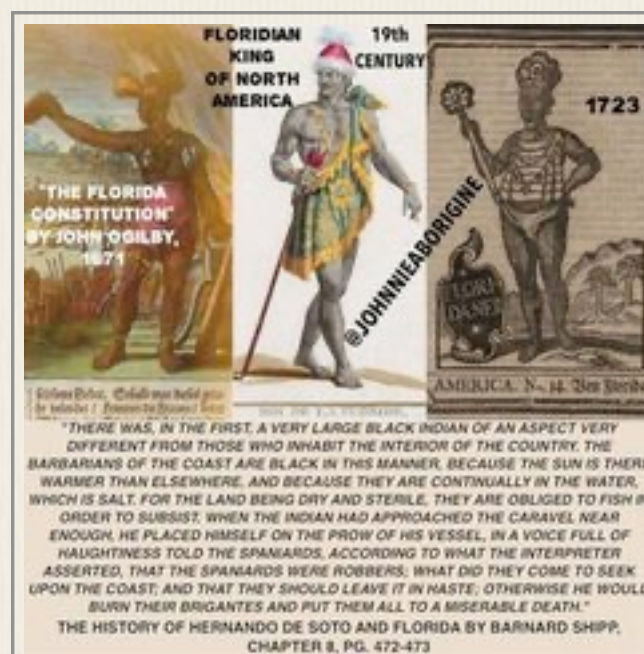 FLORIDIAN
KING
OF NORTH
AMERICA
19th
CENTURY
1723
"THE FLORIDA
CONSTITUTION"
BY JOHN OGILBY,
1671
@JOHNNIEABORIGINE
FLORI
DANER
AMERICA. N. 14.
"THERE WAS, IN THE FIRST, A VERY LARGE BLACK INDIAN OF AN ASPECT VERY
DIFFERENT FROM THOSE WHO INHABIT THE INTERIOR OF THE COUNTRY. THE
BARBARIANS OF THE COAST ARE BLACK IN THIS MANNER, BECAUSE THE SUN IS THERE
WARMER THAN ELSEWHERE, AND BECAUSE THEY ARE CONTINUALLY IN THE WATER,
WHICH IS SALT. FOR THE LAND BEING DRY AND STERILE, THEY ARE OBLIGED TO FISH IN
ORDER TO SUBSIST. WHEN THE INDIAN HAD APPROACHED THE CARAVEL NEAR
ENOUGH, HE PLACED HIMSELF ON THE PROW OF HIS VESSEL, IN A VOICE FULL OF
HAUGHTINESS TOLD THE SPANIARDS, ACCORDING TO WHAT THE INTERPRETER
ASSERTED, THAT THE SPANIARDS WERE ROBBERS; WHAT DID THEY COME TO SEEK
UPON THE COAST; AND THAT THEY SHOULD LEAVE IT IN HASTE; OTHERWISE HE WOULD
BURN THEIR BRIGANTES AND PUT THEM ALL TO A MISERABLE DEATH."
THE HISTORY OF HERNANDO DE SOTO AND FLORIDA BY BARNARD SHIPP,
CHAPTER 8, PG. 472-473